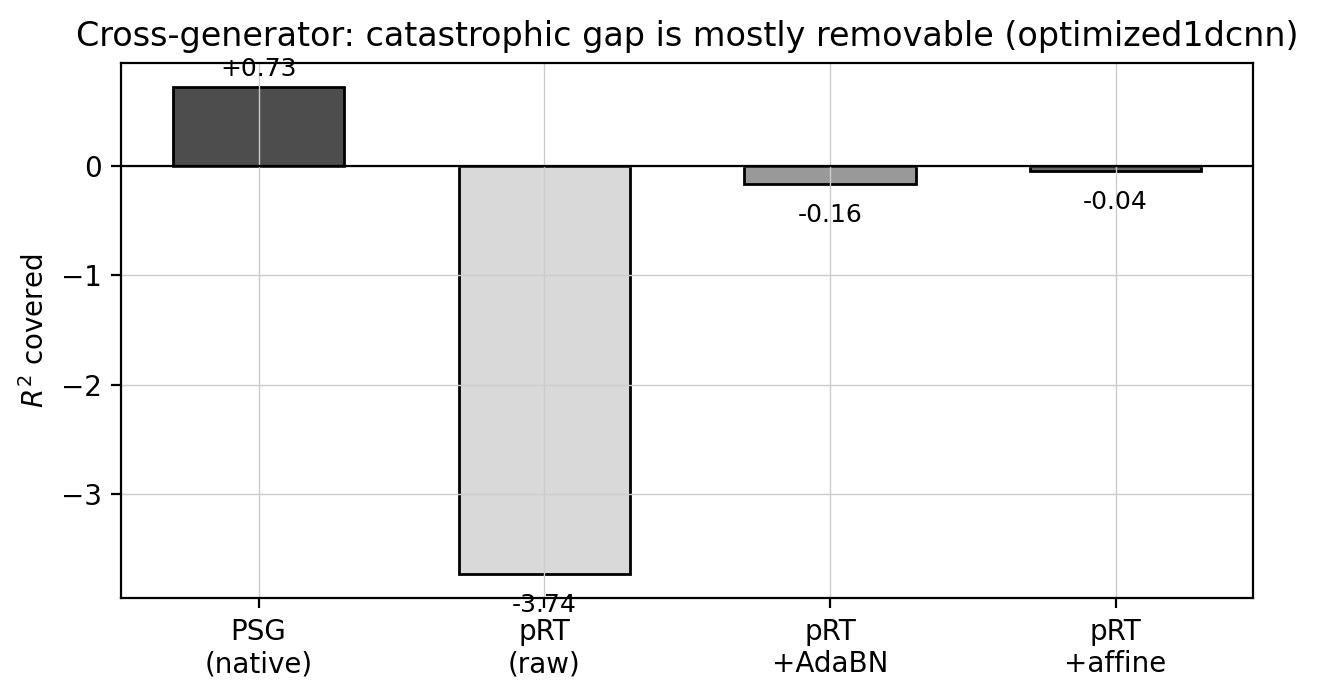 Cross-generator: catastrophic gap is mostly removable (optimized1dcnn)
+0.73
0
-0.16
-0.04
−1
R² covered
−2
−3
-3.74
PSG
(native)
pRT
(raw)
pRT
+AdaBN
pRT
+affine